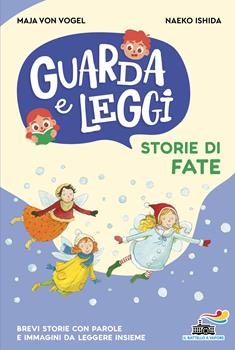 MAJA VON VOGEL
NAEKO ISHIDA
GUARDA
e LEGGI
STORIE DI
FATE
BREVI STORIE CON PAROLE
E IMMAGINI DA LEGGERE INSIEME
IL BATTELLO A VAPORE